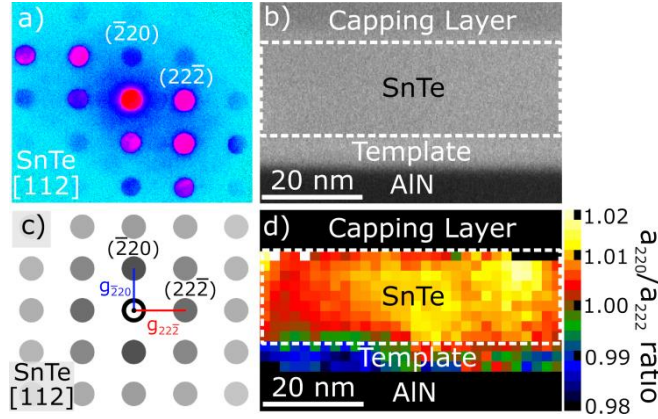 a)
(2̅20)
(222̅)
SnTe
[112]
b)
Capping Layer
SnTe
Template
20 nm
AlN
c)
(2̅20)
(222̅)
g2̅20
g222̅
SnTe
[112]
d)
Capping Layer
SnTe
Template
20 nm
AlN
1.02
1.01
1.00
0.99
0.98
a220/a222 ratio